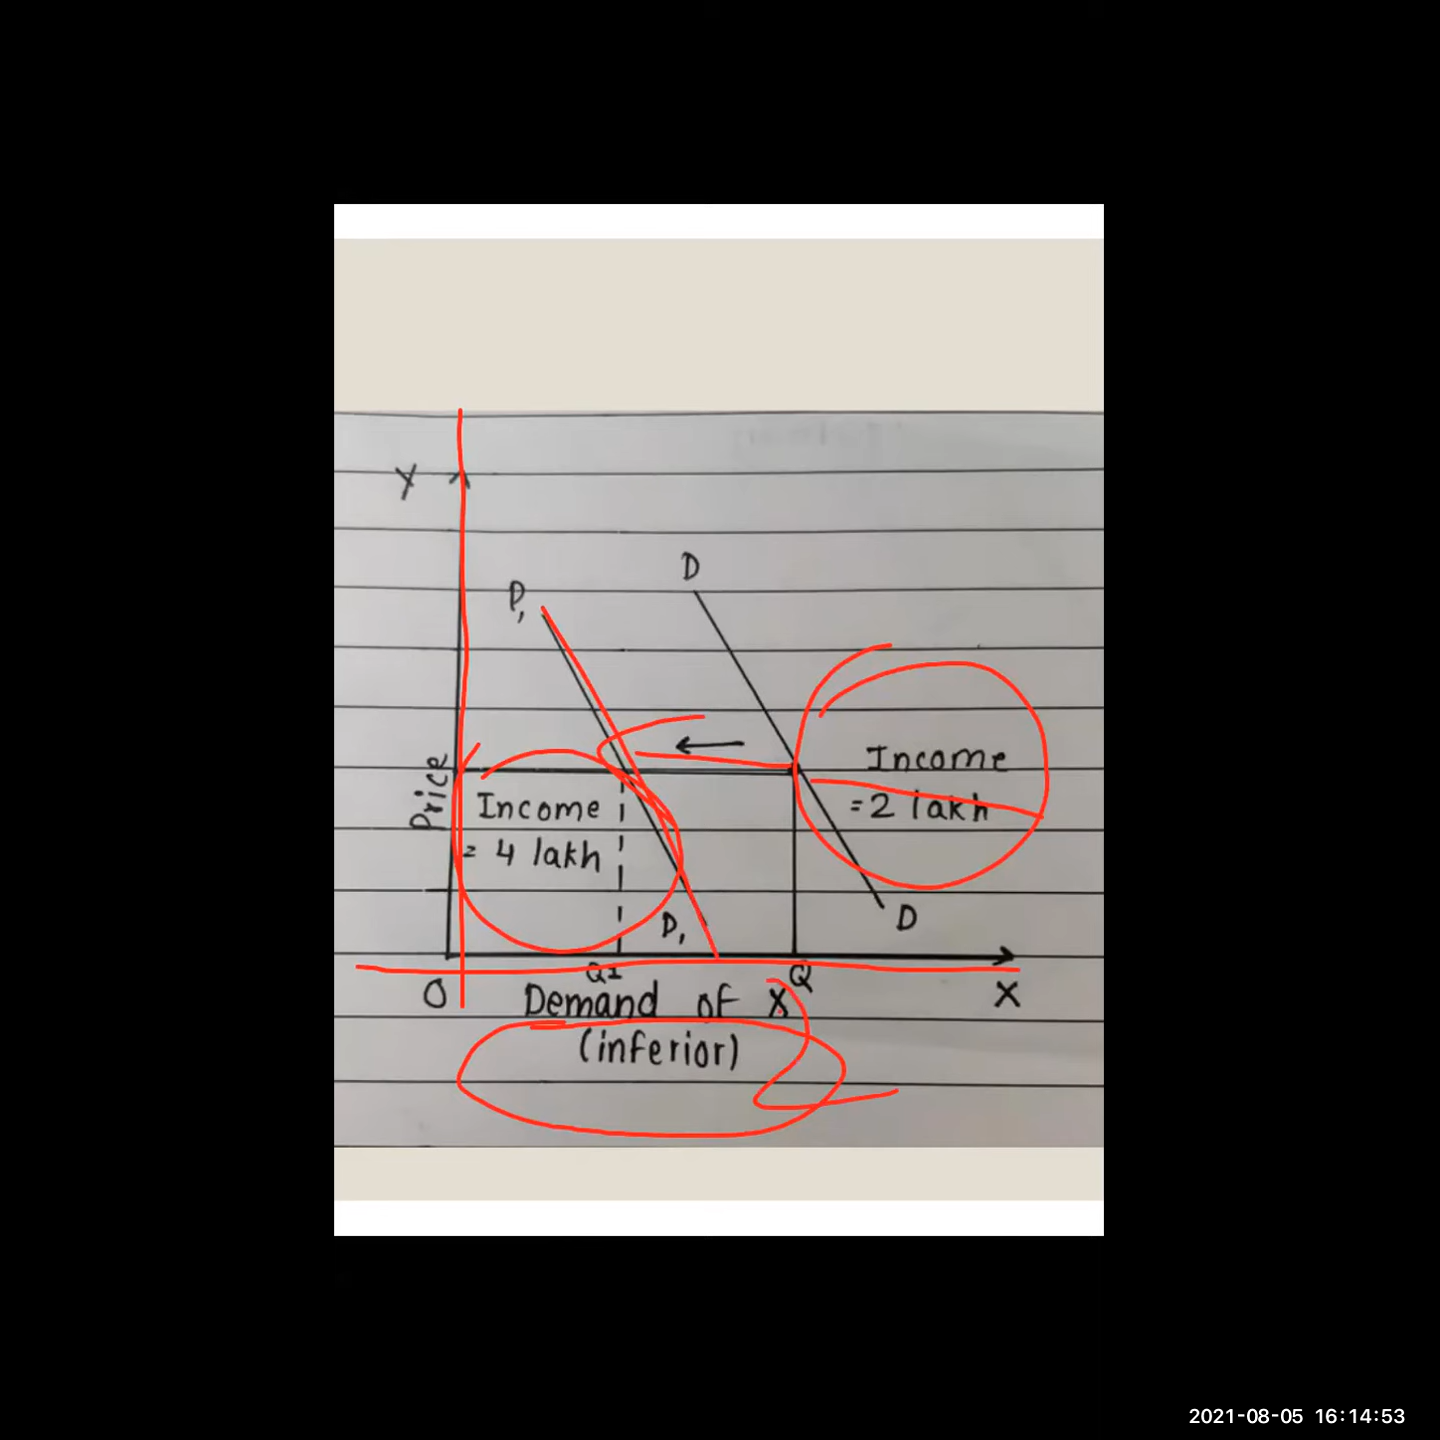 Y
D
D,
Price
Income
= 2 lakh
Income
= 4 lakh
D,
D
O
Q1
Q
X
Demand of X
(inferior)
2021-08-05 16:14:53